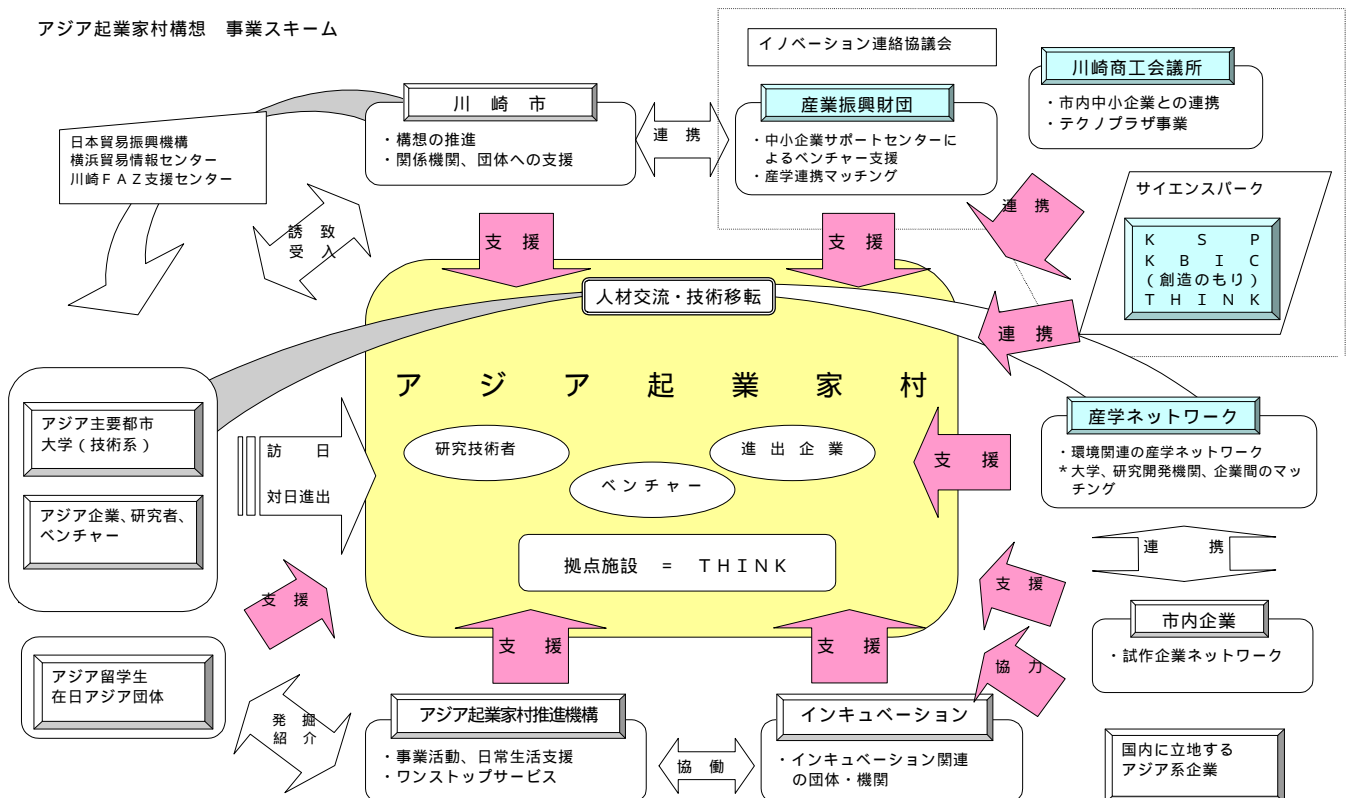 アジア起業家村構想　事業スキーム
イノベーション連絡協議会
川崎商工会議所
・市内中小企業との連携
・テクノプラザ事業
川　崎　市
・構想の推進
・関係機関、団体への支援
連　携
産業振興財団
・中小企業サポートセンターに
よるベンチャー支援
・産学連携マッチング
日本貿易振興機構
横浜貿易情報センター
川崎ＦＡＺ支援センター
誘　致
受　入
支　援
支　援
連　携
サイエンスパーク
Ｋ　Ｓ　Ｐ
Ｋ　Ｂ　Ｉ　Ｃ
（創造のもり）
Ｔ　Ｈ　Ｉ　Ｎ　Ｋ
人材交流・技術移転
連　携
ア　ジ　ア　起　業　家　村
アジア主要都市
大学（技術系）
アジア企業、研究者、
ベンチャー
訪　日
対日進出
研究技術者
進　出　企　業
ベ　ン　チ　ャ　ー
拠点施設　＝　ＴＨＩＮＫ
支　援
産学ネットワーク
・環境関連の産学ネットワーク
＊大学、研究開発機関、企業間のマッ
チング
連　携
支　援
支　援
市内企業
・試作企業ネットワーク
アジア留学生
在日アジア団体
支　援
支　援
協　力
発　掘
紹　介
アジア起業家村推進機構
・事業活動、日常生活支援
・ワンストップサービス
協　働
インキュベーション
・インキュベーション関連
の団体・機関
国内に立地する
アジア系企業